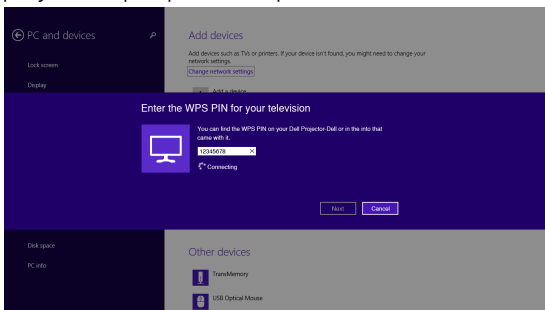 PC and devices
Lock screen
Display
Add devices
Add devices such as TVs or printers. If your device isn't found, you might need to change your
network settings.
Change network settings
Add a device
Enter the WPS PIN for your television
You can find the WPS PIN on your Dell Projector-Dell or in the into that
came with it.
12345678
Connecting
Next
Cancel
Disk space
PC info
Other devices
TransMemory
USB Optical Mouse